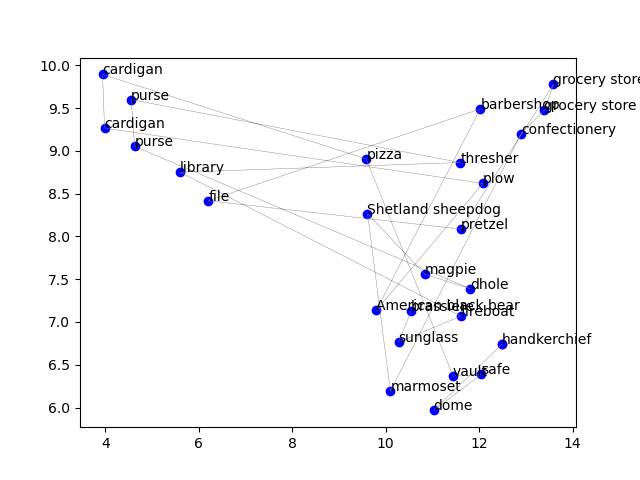 10.0
9.5
9.0
8.5
8.0
7.5
7.0
6.5
6.0
cardigan
grocery store
purse
barbershop
grocery store
cardigan
confectionery
purse
pizza
thresher
library
plow
file
Shetland sheepdog
pretzel
magpie
dhole
American black bear
brassiere
fireboat
sunglass
handkerchief
vault
safe
marmoset
dome
4
6
8
10
12
14